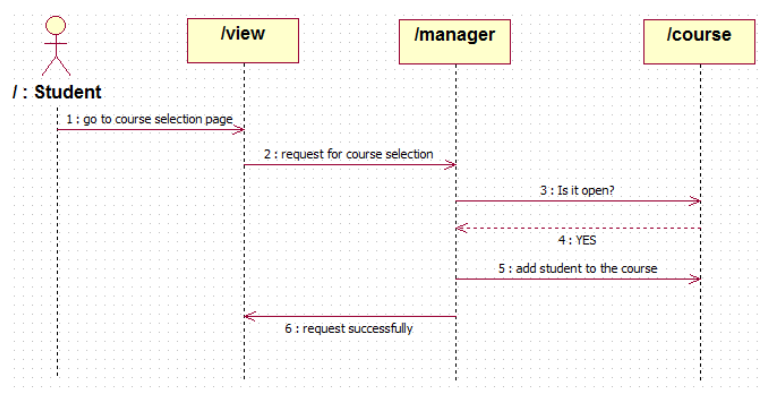 /view
/manager
/course
/ : Student
1 : go to course selection page
2 : request for course selection
3 : Is it open?
4 : YES
5 : add student to the course
6 : request successfully